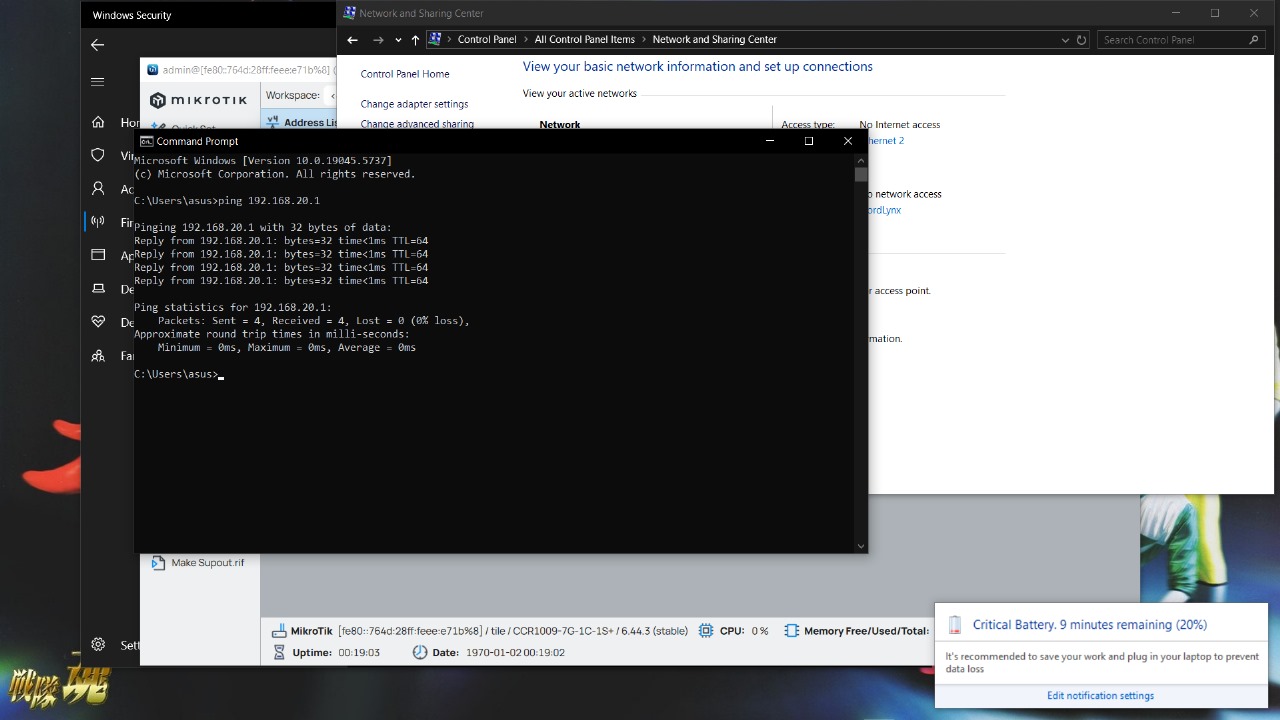 Windows Security
Network and Sharing Center
Control Panel > All Control Panel Items > Network and Sharing Center
Search Control Panel
Control Panel Home
Change adapter settings
Change advanced sharing
View your basic network information and set up connections
View your active networks
Network
Access type: No Internet access
hernet 2
o network access
ordLynx
r access point.
mation.
admin@[fe80::764d:28ff:feee:e71b%8] (
MikroTik
Workspace:
Quick Set
Address Lis
Ho
Vi
Ac
Fir
Ap
De
De
Fa
Command Prompt
Microsoft Windows [Version 10.0.19045.5737]
(c) Microsoft Corporation. All rights reserved.
C:\Users\asus>ping 192.168.20.1
Pinging 192.168.20.1 with 32 bytes of data:
Reply from 192.168.20.1: bytes=32 time<1ms TTL=64
Reply from 192.168.20.1: bytes=32 time<1ms TTL=64
Reply from 192.168.20.1: bytes=32 time<1ms TTL=64
Reply from 192.168.20.1: bytes=32 time<1ms TTL=64
Ping statistics for 192.168.20.1:
Packets: Sent = 4, Received = 4, Lost = 0 (0% loss),
Approximate round trip times in milli-seconds:
Minimum = 0ms, Maximum = 0ms, Average = 0ms
C:\Users\asus>
Make Supout.rif
MikroTik [fe80::764d:28ff:feee:e71b%8] / tile / CCR1009-7G-1C-1S+ / 6.44.3 (stable) CPU: 0 % Memory Free/Used/Total:
Uptime: 00:19:03 Date: 1970-01-02 00:19:02
Set
Critical Battery. 9 minutes remaining (20%)
It's recommended to save your work and plug in your laptop to prevent
data loss
Edit notification settings